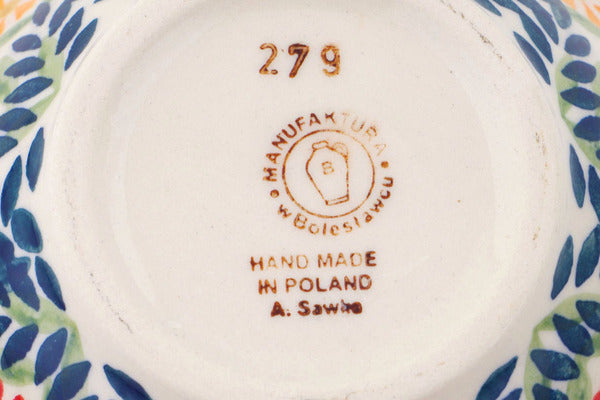 279
MANUFAKTURA
w Bolesławcu
B
HAND MADE
IN POLAND
A.